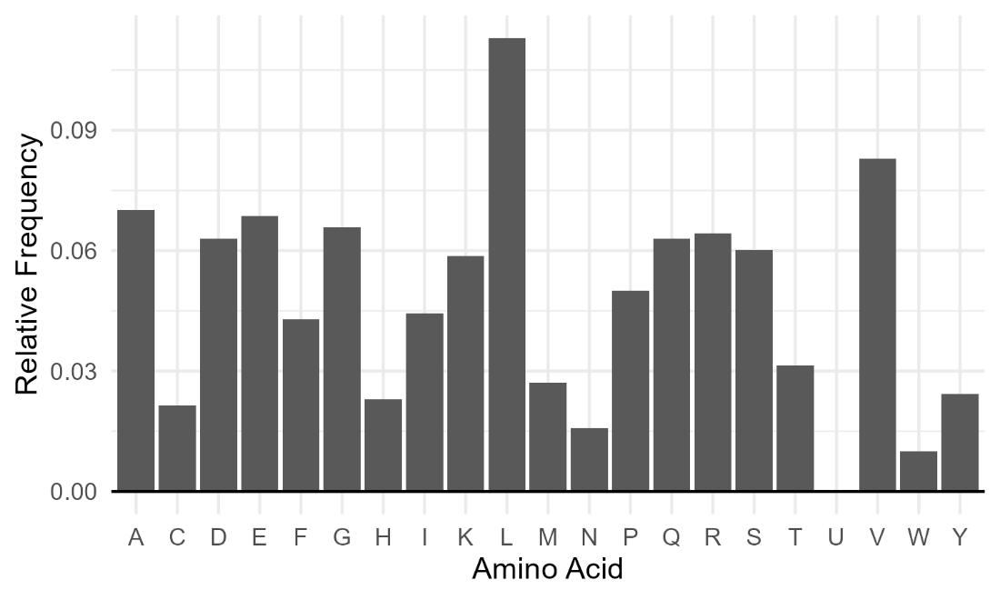 Relative Frequency
0.09
0.06
0.03
0.00
A C D E F G H I K L M N P Q R S T U V W Y
Amino Acid